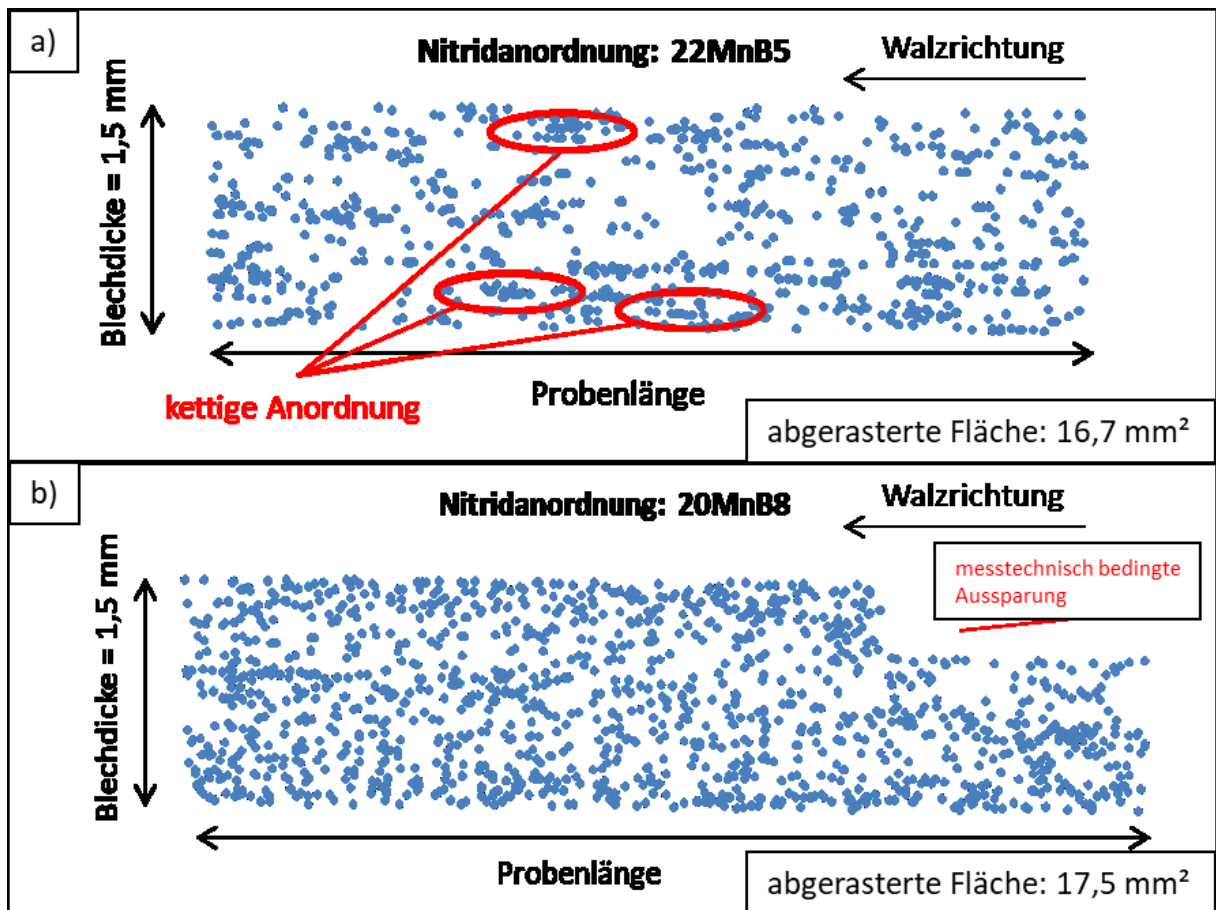 a)
Nitridanordnung: 22MnB5
Walzrichtung
Blechdicke = 1,5 mm
kettige Anordnung
Probenlänge
abgerasterte Fläche: 16,7 mm²
b)
Nitridanordnung: 20MnB8
Walzrichtung
messtechnisch bedingte
Aussparung
Blechdicke = 1,5 mm
Probenlänge
abgerasterte Fläche: 17,5 mm²